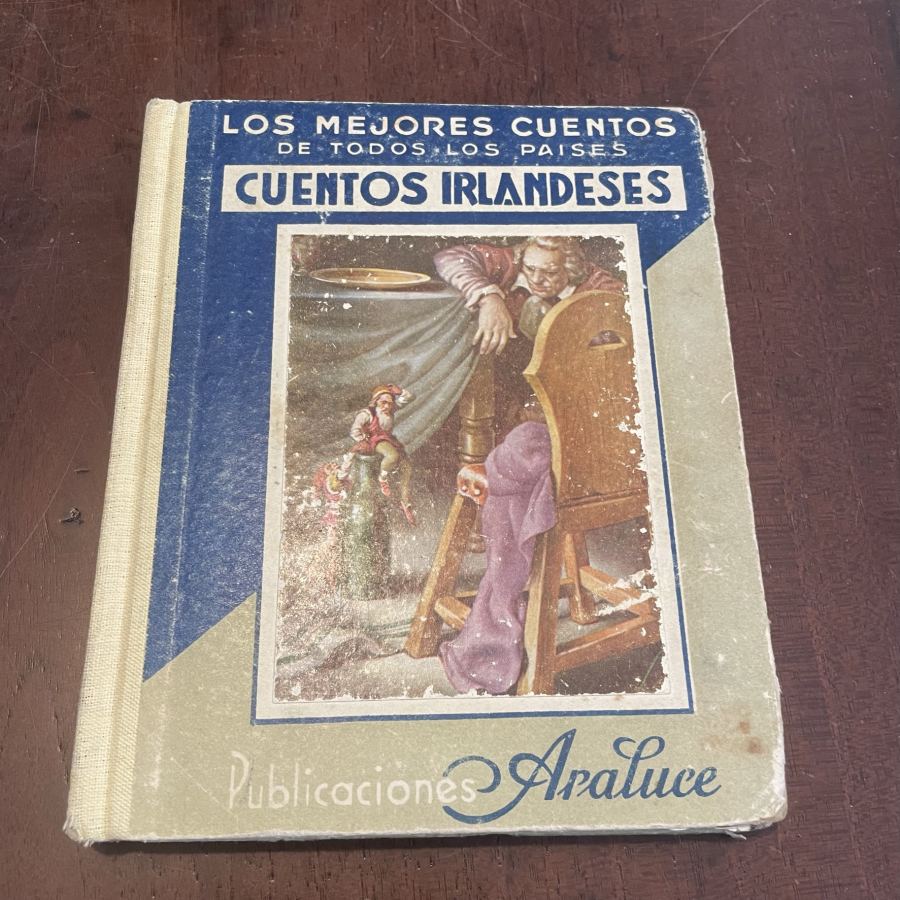 LOS MEJORES CUENTOS
DE TODOS LOS PAISES
CUENTOS IRLANDESES
Publicaciones Araluce